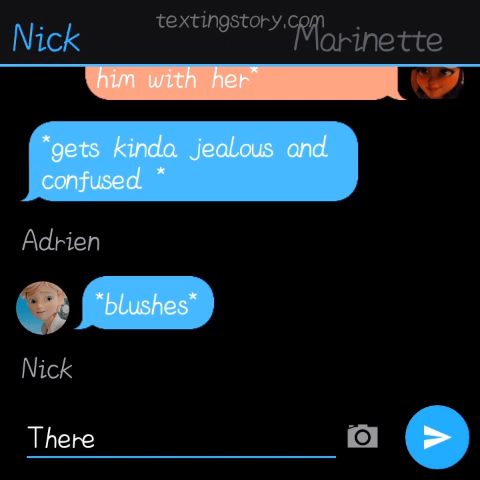 textingstory.com
Nick
Marinette
him with her*
*gets kinda jealous and
confused *
Adrien
*blushes*
Nick
There